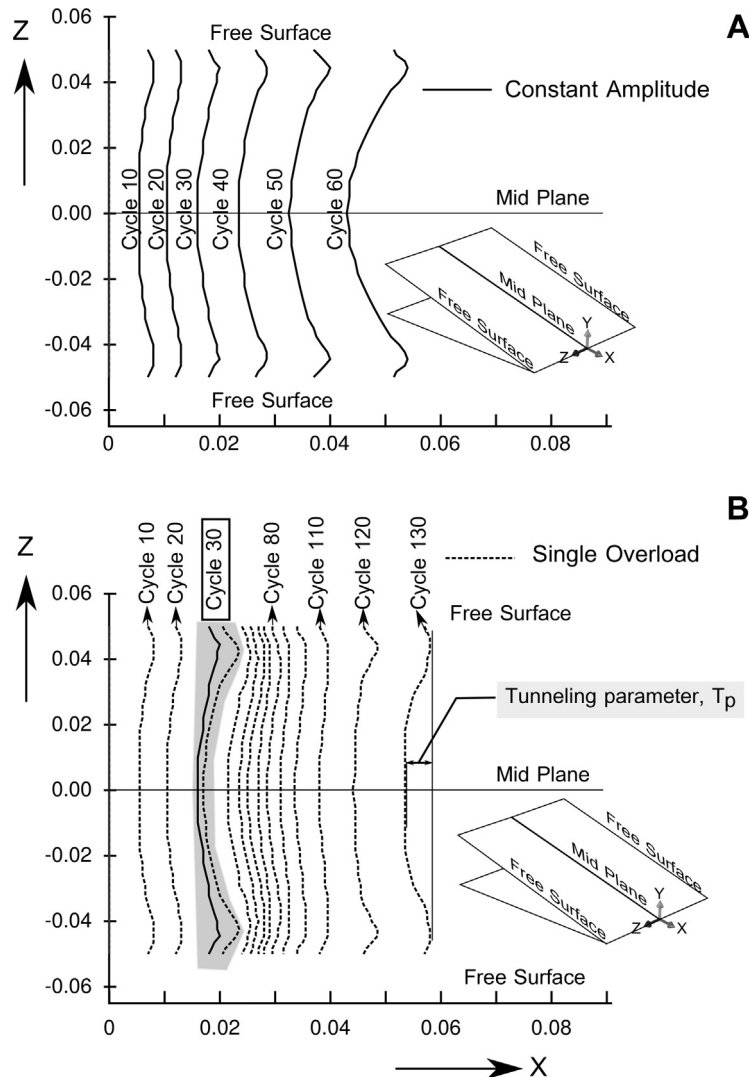 A
Z
0.06
0.04
0.02
0.00
-0.02
-0.04
-0.06
0
0.02
0.04
0.06
0.08
Free Surface
Constant Amplitude
Cycle 10
Cycle 20
Cycle 30
Cycle 40
Cycle 50
Cycle 60
Mid Plane
Free Surface
Mid Plane
Free Surface
Y
Z
X
Free Surface
B
Z
Cycle 10
Cycle 20
Cycle 30
Cycle 80
Cycle 110
Cycle 120
Cycle 130
Single Overload
0.06
0.04
0.02
0.00
-0.02
-0.04
-0.06
0
0.02
0.04
0.06
0.08
Free Surface
Tunneling parameter, Tp
Mid Plane
Free Surface
Mid Plane
Free Surface
Y
Z
X
Free Surface
X